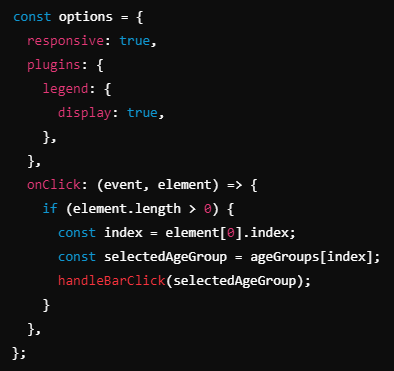 const options = {
  responsive: true,
  plugins: {
    legend: {
      display: true,
    },
  },
  onClick: (event, element) => {
    if (element.length > 0) {
      const index = element[0].index;
      const selectedAgeGroup = ageGroups[index];
      handleBarClick(selectedAgeGroup);
    }
  },
};